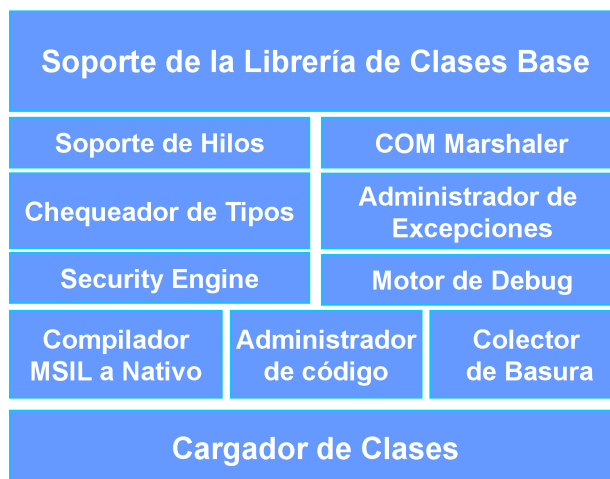 Soporte de la Librería de Clases Base
Soporte de Hilos
COM Marshaler
Chequeador de Tipos
Administrador de
Excepciones
Security Engine
Motor de Debug
Compilador
MSIL a Nativo
Administrador
de código
Colector
de Basura
Cargador de Clases